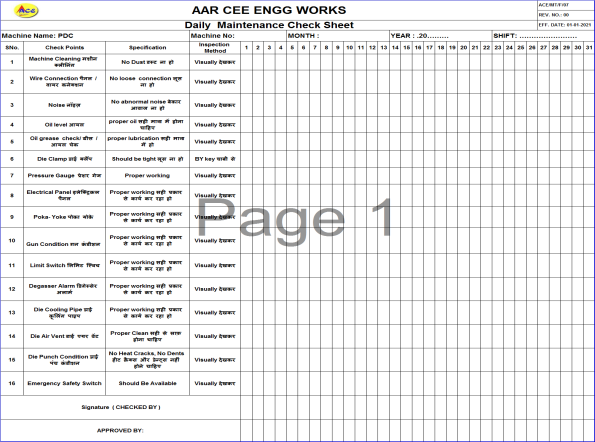 ACE
AAR CEE ENGG WORKS
ACE/MT/F/07
REV. NO.: 00
Daily Maintenance Check Sheet
EFF. DATE: 01-01-2021
Machine Name: PDC Machine No: MONTH : YEAR : .20......... SHIFT: .........................
SNo. Check Points Specification Inspection Method 1 2 3 4 5 6 7 8 9 10 11 12 13 14 15 16 17 18 19 20 21 22 23 24 25 26 27 28 29 30 31
1 Machine Cleaning मशीन क्लीनिंग No Dust डस्ट ना हो Visually देखकर
2 Wire Connection वायर कनेक्शन No loose connection लूस ना हो Visually देखकर
3 Noise नॉइज़ No abnormal noise बेकार आवाज ना हो Visually देखकर
4 Oil level आयल proper oil सही मात्रा में होना चाहिए Visually देखकर
5 Oil grease check/ ग्रीस / आयल चेक proper lubrication सही मात्रा में हो Visually देखकर
6 Die Clamp डाई क्लैंप Should be tight लूस ना हो BY key चाबी से
7 Pressure Gauge प्रेशर गेज Proper working Visually देखकर
8 Electrical Panel इलेक्ट्रिकल पैनल Proper working सही प्रकार से कार्य कर रहा हो Visually देखकर
9 Poka- Yoke पोका योके Proper working सही प्रकार से कार्य कर रहा हो Visually देखकर
10 Gun Condition गन कंडीशन Proper working सही प्रकार से कार्य कर रहा हो Visually देखकर
11 Limit Switch लिमिट स्विच Proper working सही प्रकार से कार्य कर रहा हो Visually देखकर
12 Degasser Alarm डिगेस्सेर अलार्म Proper working सही प्रकार से कार्य कर रहा हो Visually देखकर
13 Die Cooling Pipe डाई कूलिंग पाइप Proper working सही प्रकार से कार्य कर रहा हो Visually देखकर
14 Die Air Vent डाई एयर वेंट Proper Clean सही से साफ़ होना चाहिए Visually देखकर
15 Die Punch Condition डाई पंच कंडीशन No Heat Cracks, No Dents हीट क्रैक्स और डेन्ट्स नहीं होने चाहिए Visually देखकर
16 Emergency Safety Switch Should Be Available Visually देखकर
Page 1
Signature ( CHECKED BY )
APPROVED BY: